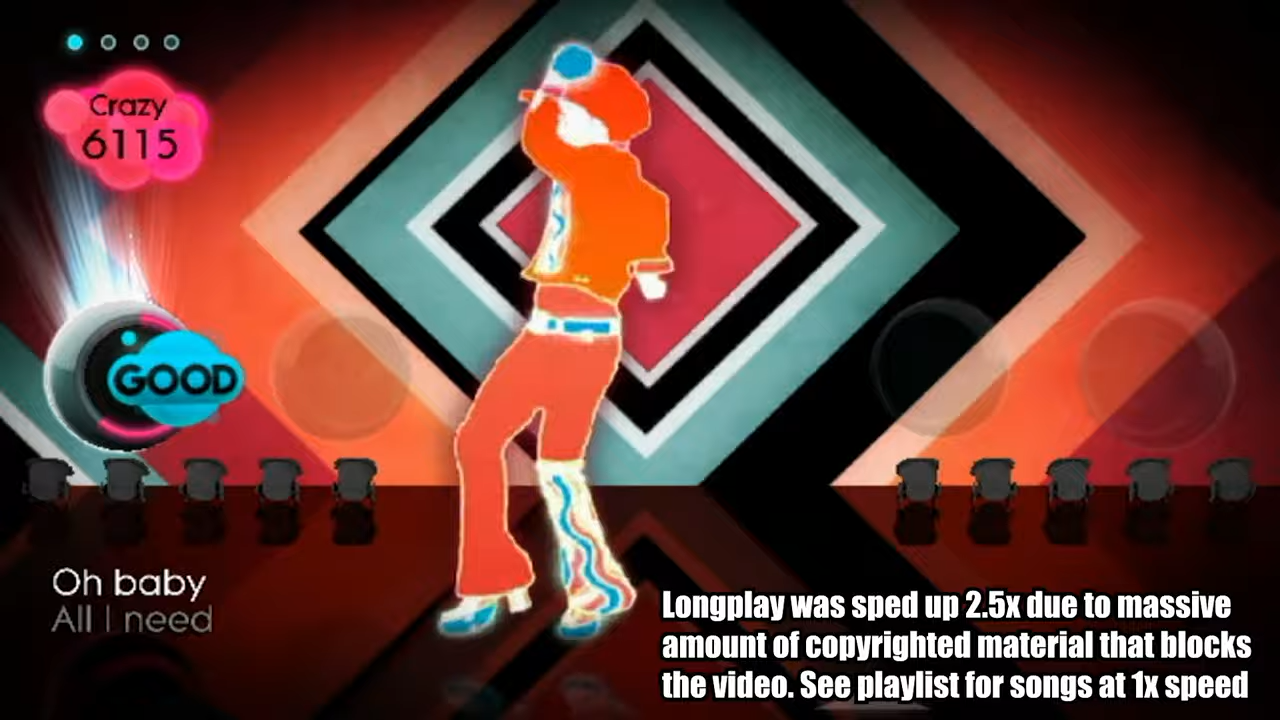 Crazy
6115
GOOD
Oh baby
All I need
Longplay was sped up 2.5x due to massive
amount of copyrighted material that blocks
the video. See playlist for songs at 1x speed